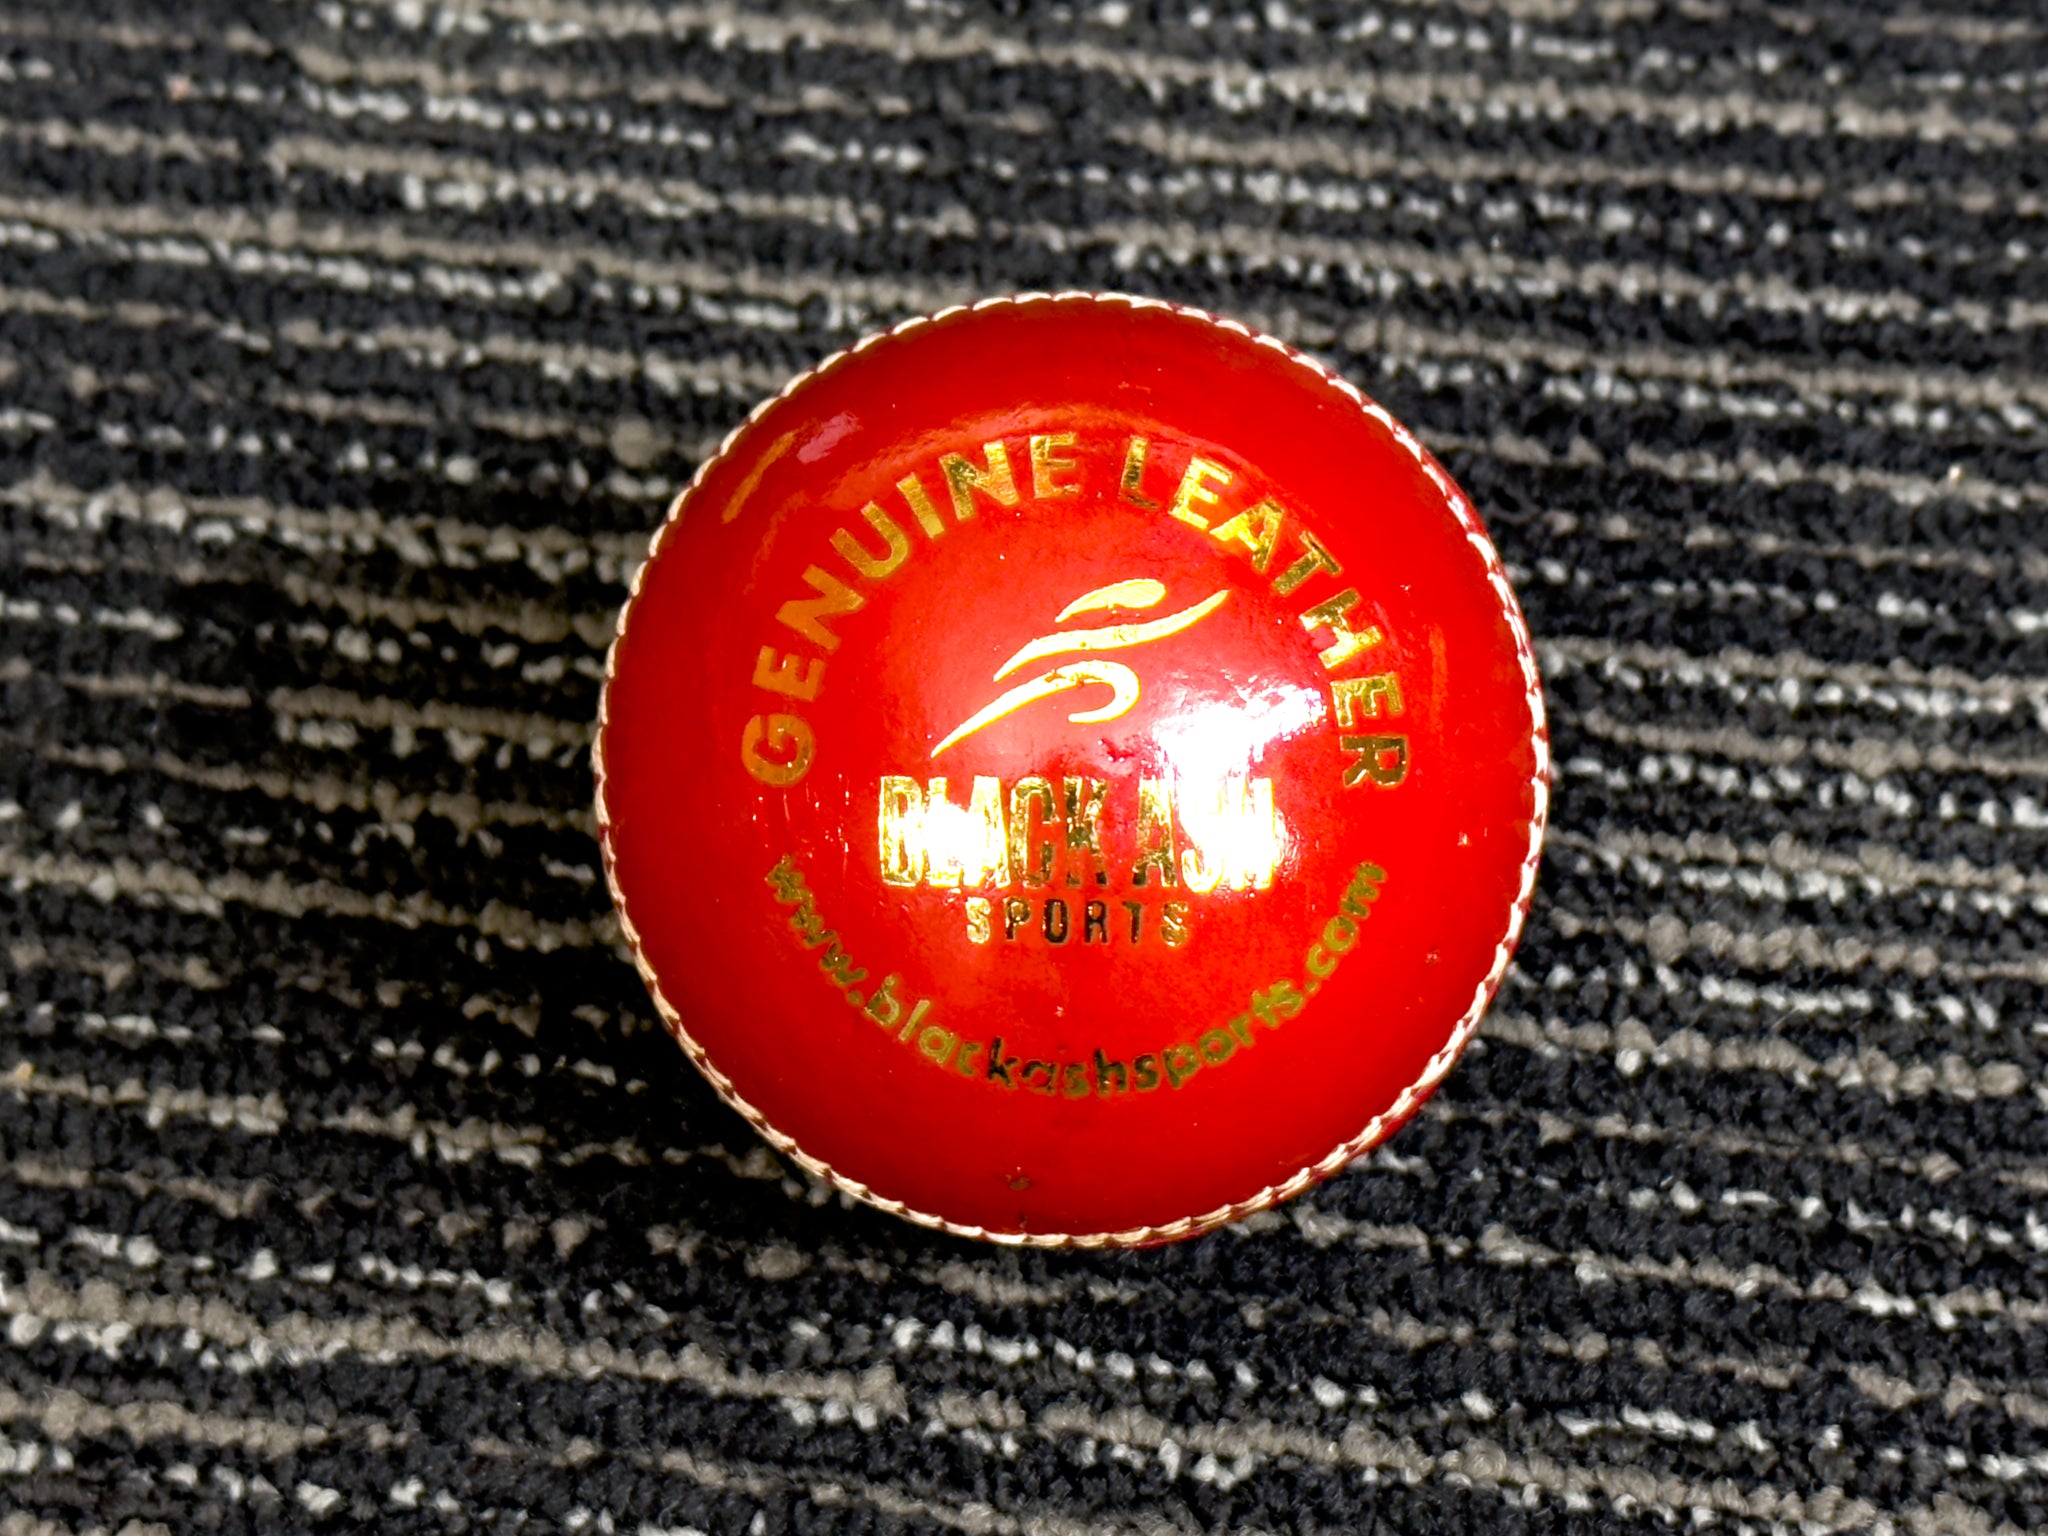 GENUINE LEATHER
BLACK ASH
SPORTS
www.blackashsports.com